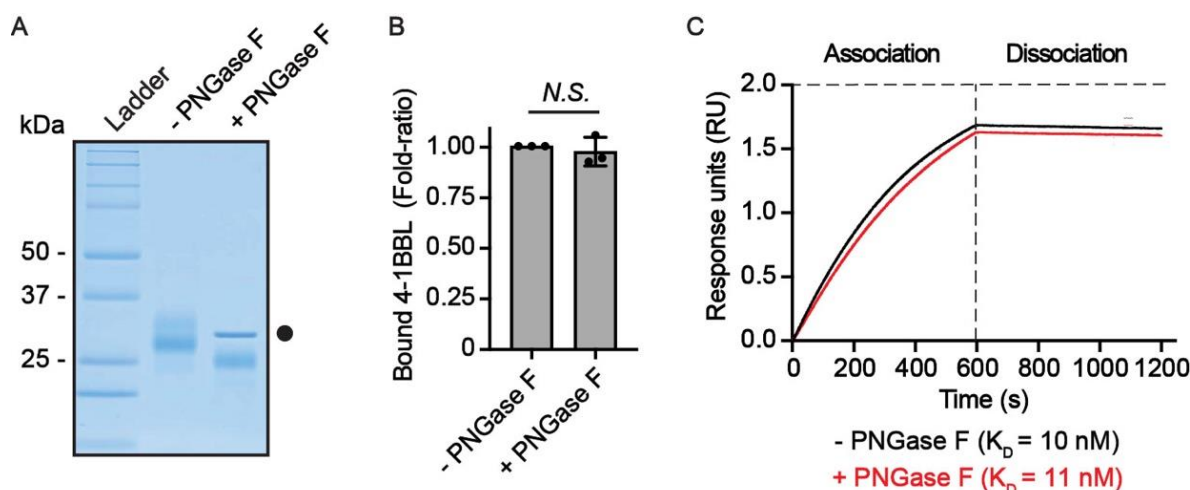 A
Ladder
- PNGase F
+ PNGase F
kDa
50 -
37 -
25 -
B
N.S.
Bound 4-1BBL (Fold-ratio)
1.00
0.75
0.50
0.25
0
- PNGase F
+ PNGase F
C
Association Dissociation
Response units (RU)
2.0
1.5
1.0
0.5
0.0
0 200 400 600 800 1000 1200
Time (s)
- PNGase F (K_D = 10 nM)
+ PNGase F (K_D = 11 nM)